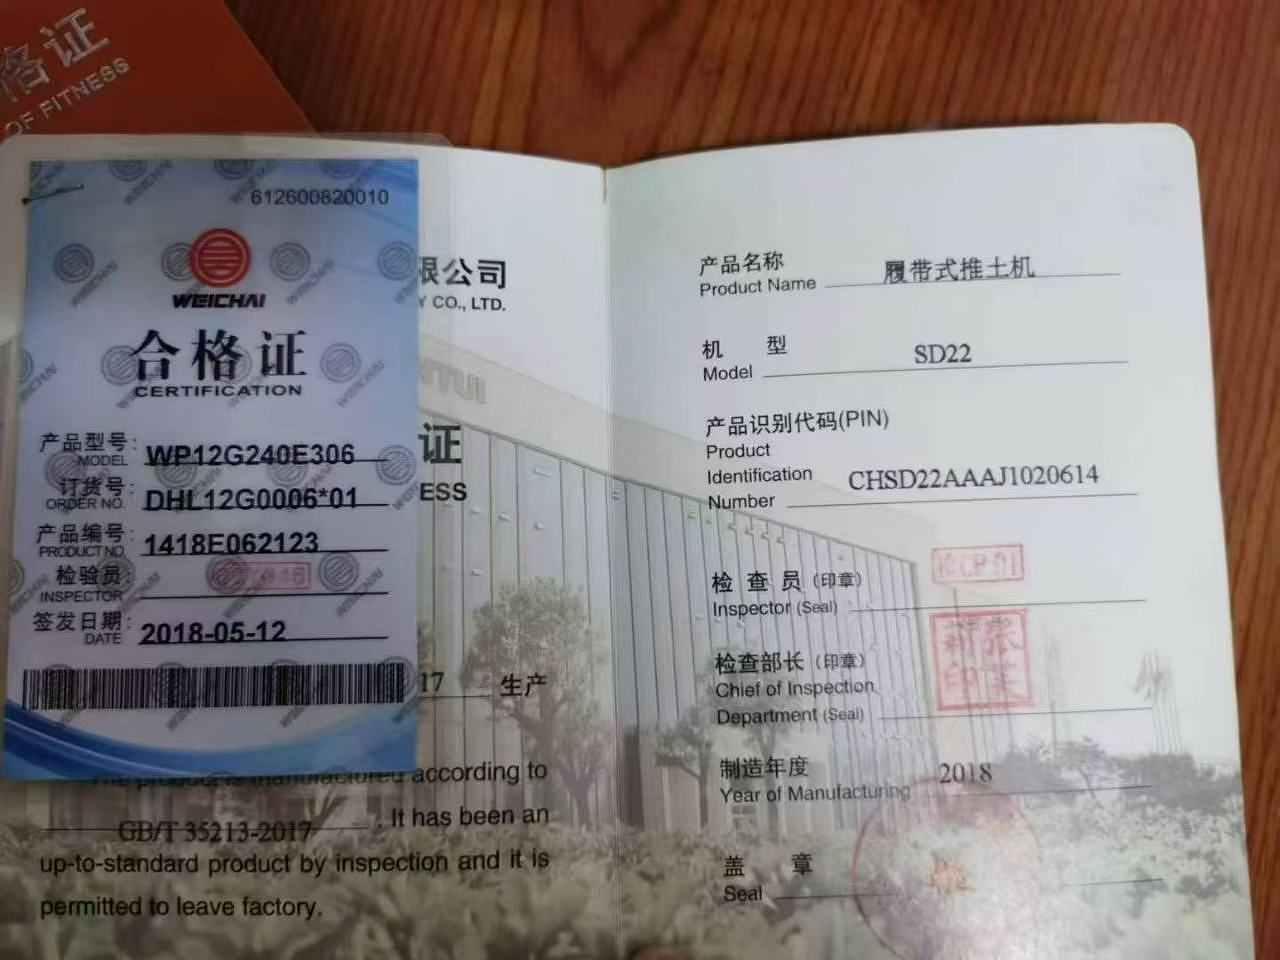 格证
OF FITNESS
612600820010
WEICHAI
合格证
CERTIFICATION
产品型号: WP12G240E306
MODEL
订货号: DHL12G0006*01
ORDER NO.
产品编号: 1418E062123
PRODUCT NO.
检验员:
INSPECTOR
签发日期: 2018-05-12
DATE
限公司
Y CO., LTD.
证
ESS
17 生产
The product is manufactured according to
GB/T 35213-2017 . It has been an
up-to-standard product by inspection and it is
permitted to leave factory.
产品名称 履带式推土机
Product Name
机 型 SD22
Model
产品识别代码(PIN)
Product
Identification CHSD22AAAJ1020614
Number
检查员(印章)
Inspector (Seal)
检查部长(印章)
Chief of Inspection
Department (Seal)
制造年度 2018
Year of Manufacturing
盖 章
Seal